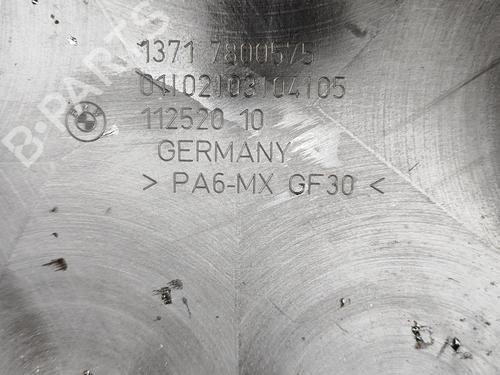 B-PARTS
1371 7800575
01|02|03|04|05
112520 10
GERMANY
> PA6-MX GF30 <